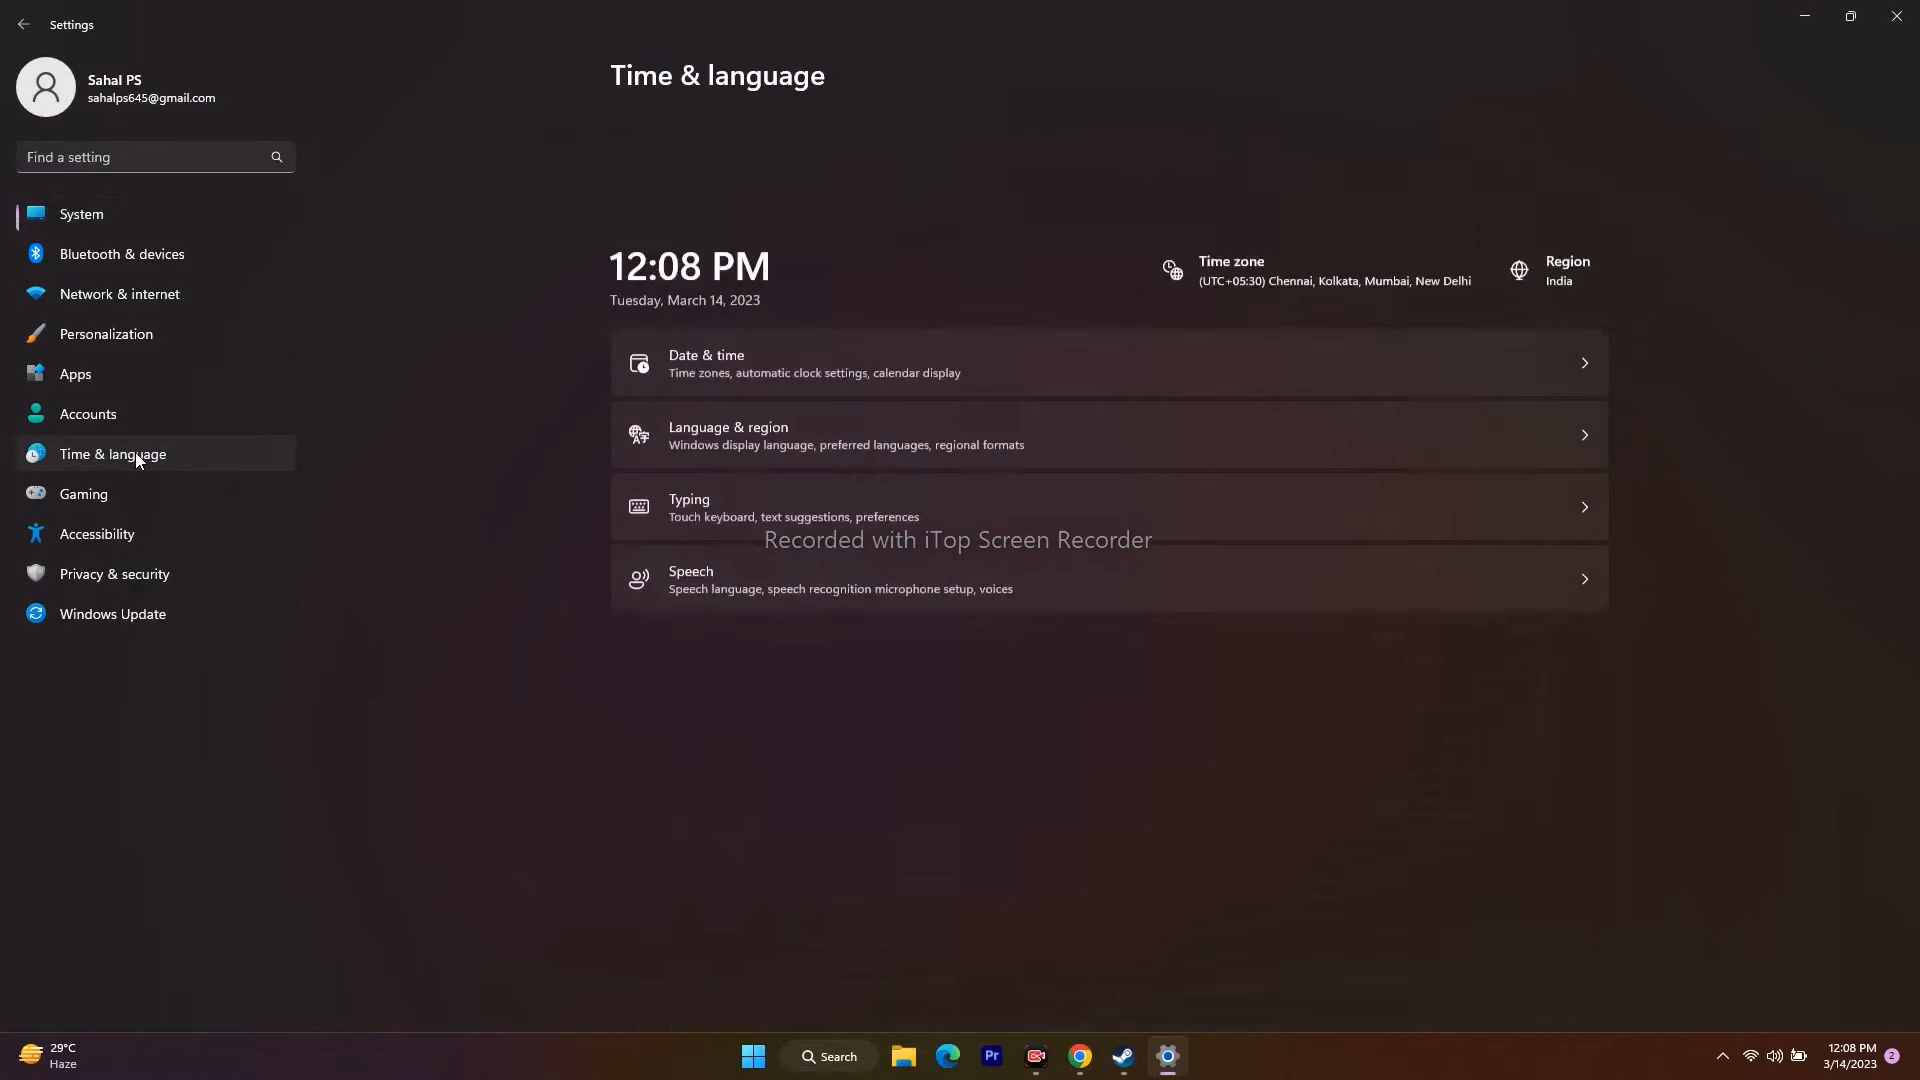 Settings
Sahal PS
sahalps645@gmail.com
Find a setting
System
Bluetooth & devices
Network & internet
Personalization
Apps
Accounts
Time & language
Gaming
Accessibility
Privacy & security
Windows Update
Time & language
12:08 PM
Tuesday, March 14, 2023
Time zone
(UTC+05:30) Chennai, Kolkata, Mumbai, New Delhi
Region
India
Date & time
Time zones, automatic clock settings, calendar display
Language & region
Windows display language, preferred languages, regional formats
Typing
Touch keyboard, text suggestions, preferences
Recorded with iTop Screen Recorder
Speech
Speech language, speech recognition microphone setup, voices
29°C
Haze
Search
Pr
12:08 PM
3/14/2023
2